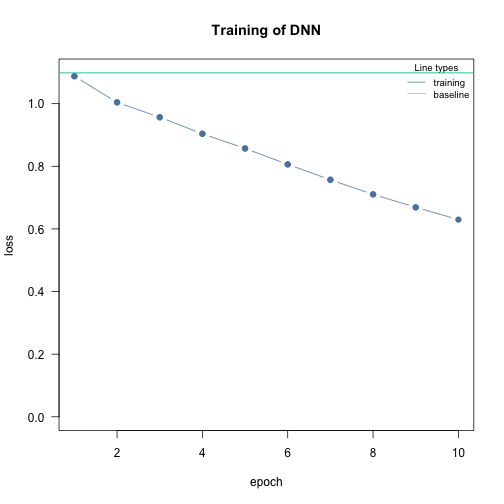 Training of DNN
Line types
training
baseline
loss
1.0
0.8
0.6
0.4
0.2
0.0
2 4 6 8 10
epoch